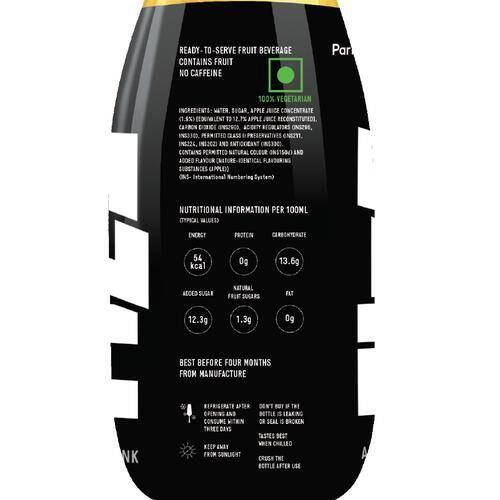 READY-TO-SERVE FRUIT BEVERAGE
CONTAINS FRUIT
NO CAFFEINE
100% VEGETARIAN
INGREDIENTS: WATER, SUGAR, APPLE JUICE CONCENTRATE
(1.9%) (EQUIVALENT TO 12.7% APPLE JUICE RECONSTITUTED),
CARBON DIOXIDE (INS290), ACIDITY REGULATORS (INS296,
INS330), PERMITTED CLASS II PRESERVATIVES (INS211,
INS224, INS202) AND ANTIOXIDANT (INS300).
CONTAINS PERMITTED NATURAL COLOUR (INS150d) AND
ADDED FLAVOUR (NATURE-IDENTICAL FLAVOURING
SUBSTANCES (APPLE))
(INS- International Numbering System)
NUTRITIONAL INFORMATION PER 100ML
(TYPICAL VALUES)
ENERGY PROTEIN CARBOHYDRATE
54 kcal 0g 13.6g
ADDED SUGAR NATURAL FRUIT SUGARS FAT
12.3g 1.3g 0g
BEST BEFORE FOUR MONTHS
FROM MANUFACTURE
REFRIGERATE AFTER
OPENING AND
CONSUME WITHIN
THREE DAYS
KEEP AWAY
FROM SUNLIGHT
DON'T BUY IF THE
BOTTLE IS LEAKING
OR SEAL IS BROKEN
TASTES BEST
WHEN CHILLED
CRUSH THE
BOTTLE AFTER USE
Parl
NK
A